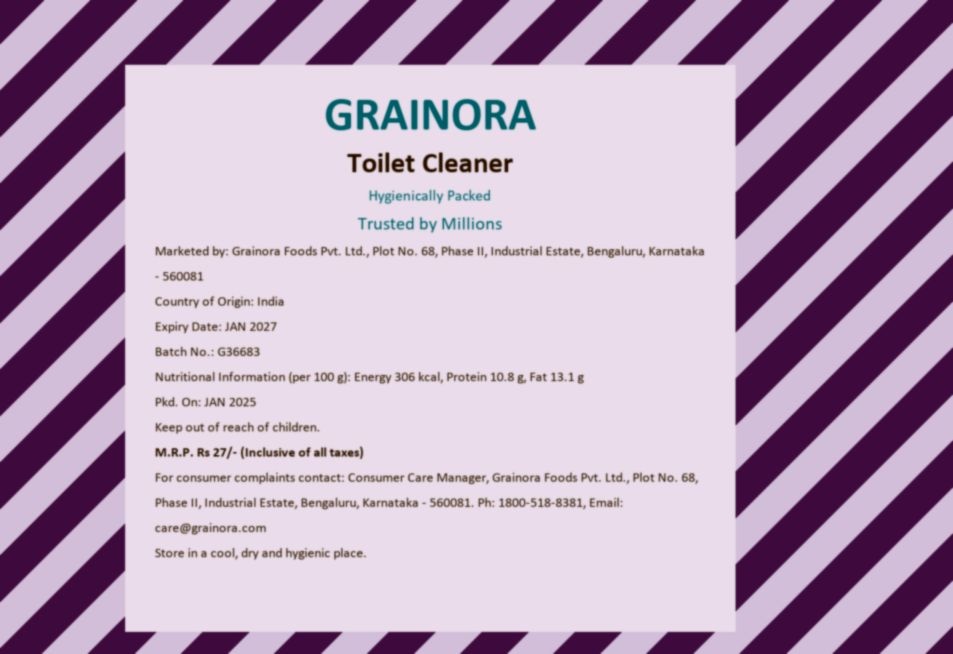 GRAINORA
Toilet Cleaner
Hygienically Packed
Trusted by Millions
Marketed by: Grainora Foods Pvt. Ltd., Plot No. 68, Phase II, Industrial Estate, Bengaluru, Karnataka
- 560081
Country of Origin: India
Expiry Date: JAN 2027
Batch No.: G36683
Nutritional Information (per 100 g): Energy 306 kcal, Protein 10.8 g, Fat 13.1 g
Pkd. On: JAN 2025
Keep out of reach of children.
M.R.P. Rs 27/- (Inclusive of all taxes)
For consumer complaints contact: Consumer Care Manager, Grainora Foods Pvt. Ltd., Plot No. 68,
Phase II, Industrial Estate, Bengaluru, Karnataka - 560081. Ph: 1800-518-8381, Email:
care@grainora.com
Store in a cool, dry and hygienic place.